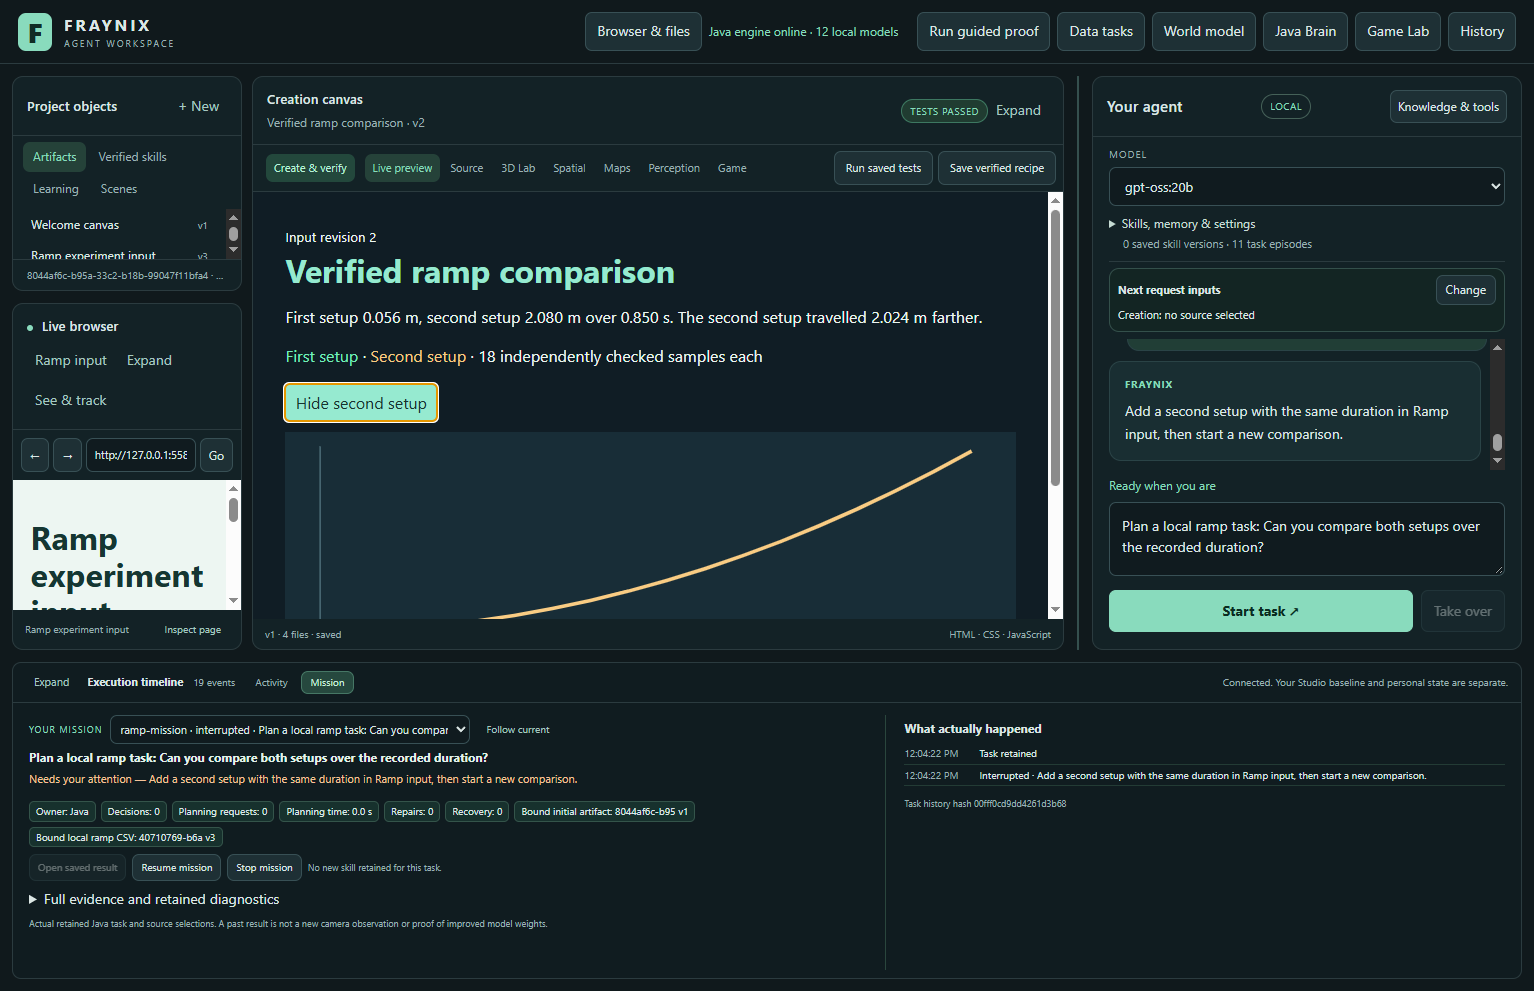 F
FRAYNIX
AGENT WORKSPACE
Browser & files
Java engine online · 12 local models
Run guided proof
Data tasks
World model
Java Brain
Game Lab
History
Project objects
+ New
Artifacts
Verified skills
Learning
Scenes
Welcome canvas v1
Ramp experiment input v3
8044af6c-b95a-33c2-b18b-99047f11bfa4 · ...
Live browser
Ramp input
Expand
See & track
← → http://127.0.0.1:558 Go
Ramp
experiment
input
Ramp experiment input
Inspect page
Creation canvas
Verified ramp comparison · v2
TESTS PASSED
Expand
Create & verify
Live preview
Source
3D Lab
Spatial
Maps
Perception
Game
Run saved tests
Save verified recipe
Input revision 2
Verified ramp comparison
First setup 0.056 m, second setup 2.080 m over 0.850 s. The second setup travelled 2.024 m farther.
First setup · Second setup · 18 independently checked samples each
Hide second setup
v1 · 4 files · saved
HTML · CSS · JavaScript
Your agent
LOCAL
Knowledge & tools
MODEL
gpt-oss:20b
Skills, memory & settings
0 saved skill versions · 11 task episodes
Next request inputs
Change
Creation: no source selected
FRAYNIX
Add a second setup with the same duration in Ramp
input, then start a new comparison.
Ready when you are
Plan a local ramp task: Can you compare both setups over
the recorded duration?
Start task ↗
Take over
Expand
Execution timeline
19 events
Activity
Mission
Connected. Your Studio baseline and personal state are separate.
YOUR MISSION
ramp-mission · interrupted · Plan a local ramp task: Can you compar
Follow current
Plan a local ramp task: Can you compare both setups over the recorded duration?
Needs your attention — Add a second setup with the same duration in Ramp input, then start a new comparison.
Owner: Java
Decisions: 0
Planning requests: 0
Planning time: 0.0 s
Repairs: 0
Recovery: 0
Bound initial artifact: 8044af6c-b95 v1
Bound local ramp CSV: 40710769-b6a v3
Open saved result
Resume mission
Stop mission
No new skill retained for this task.
Full evidence and retained diagnostics
Actual retained Java task and source selections. A past result is not a new camera observation or proof of improved model weights.
What actually happened
12:04:22 PM Task retained
12:04:22 PM Interrupted · Add a second setup with the same duration in Ramp input, then start a new comparison.
Task history hash 00fff0cd9dd4261d3b68